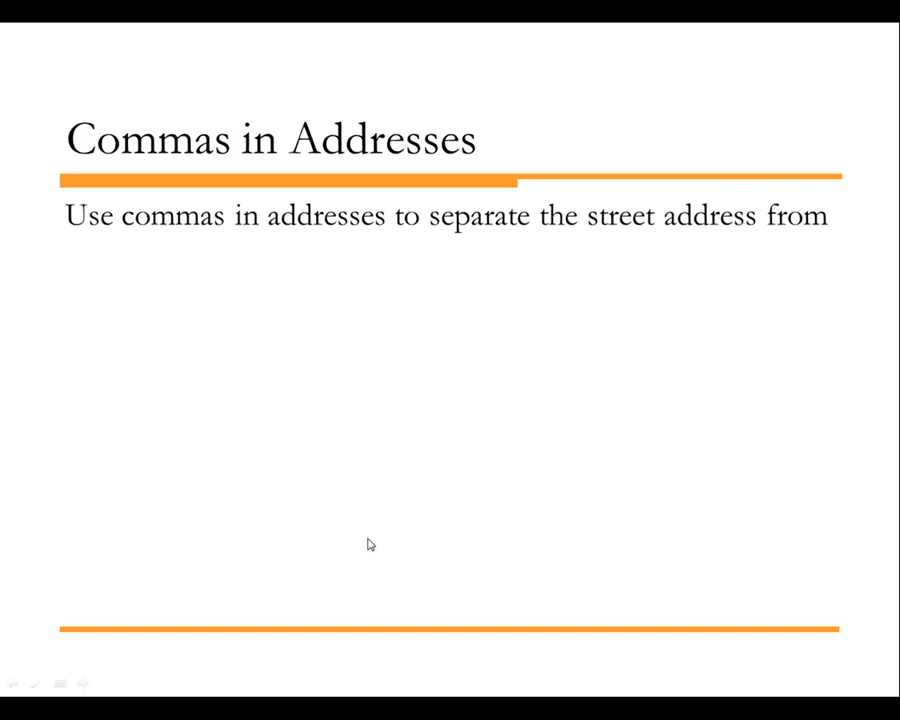 Commas in Addresses
Use commas in addresses to separate the street address from